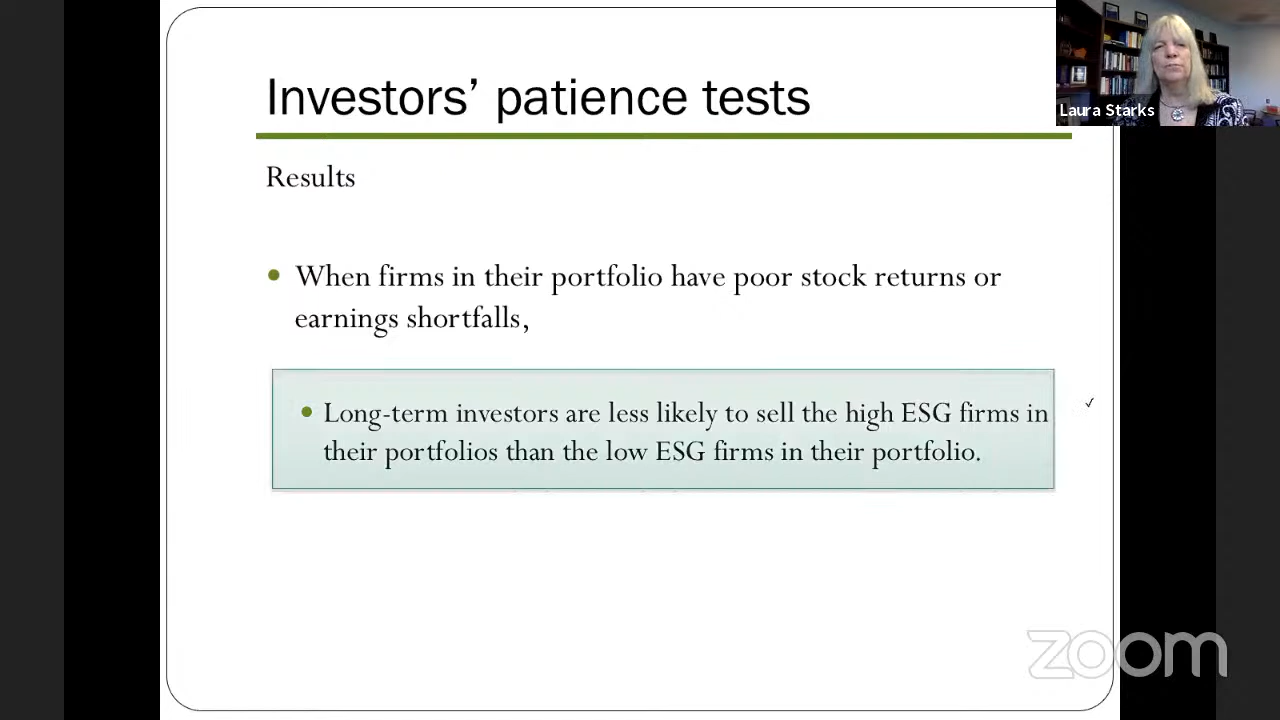 Investors’ patience tests
Laura Starks
Results
• When firms in their portfolio have poor stock returns or
earnings shortfalls,
• Long-term investors are less likely to sell the high ESG firms in
their portfolios than the low ESG firms in their portfolio.
✓
zoom